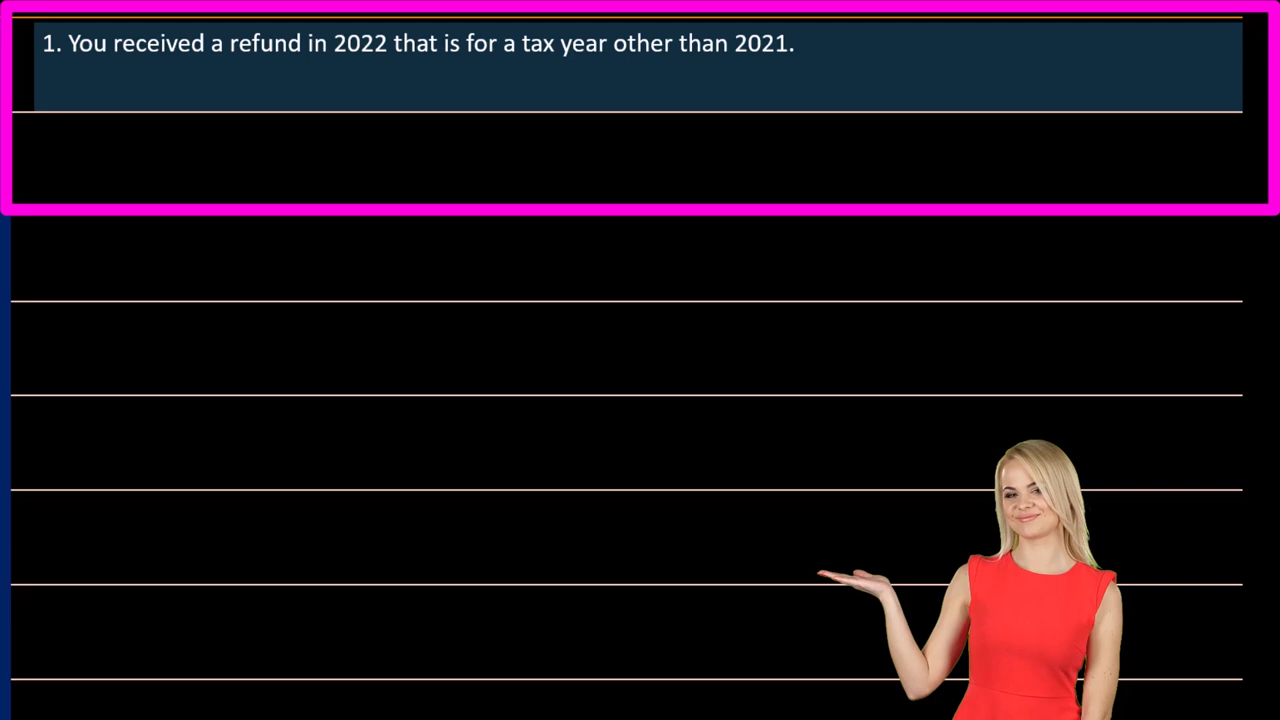 1. You received a refund in 2022 that is for a tax year other than 2021.